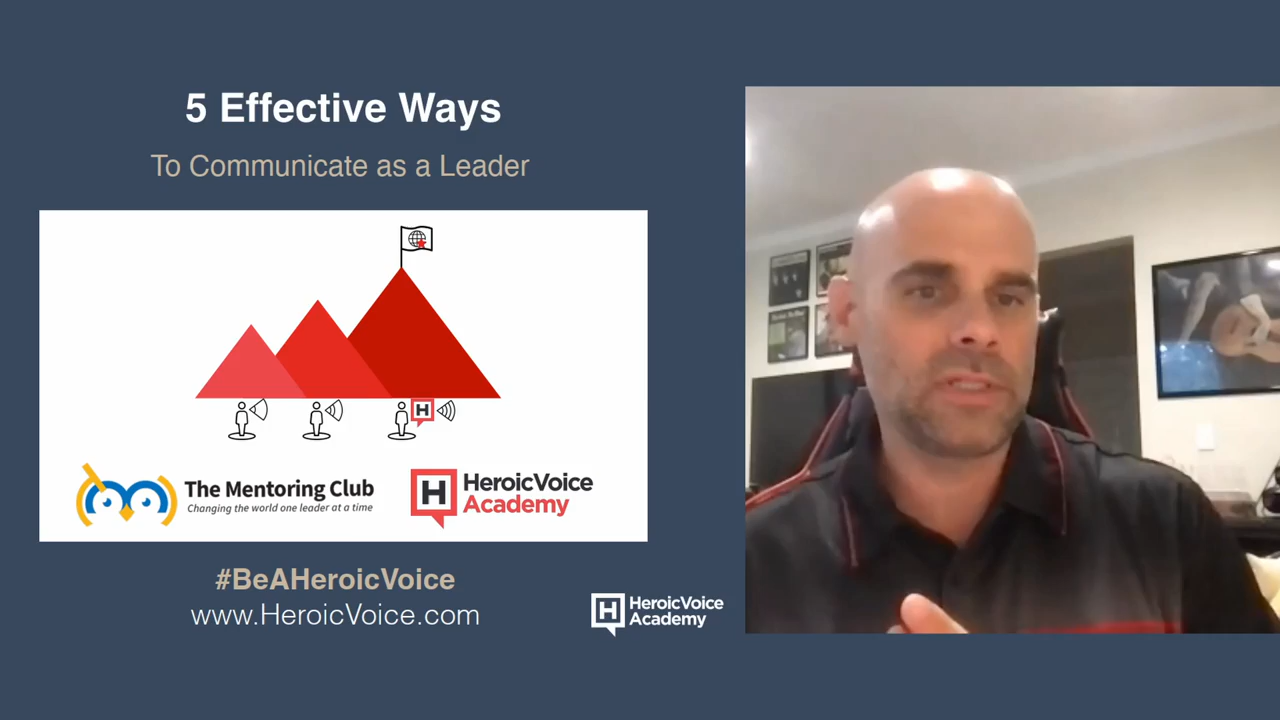 5 Effective Ways
To Communicate as a Leader
H
The Mentoring Club
Changing the world one leader at a time
H
HeroicVoice
Academy
#BeAHeroicVoice
www.HeroicVoice.com
H
HeroicVoice
Academy